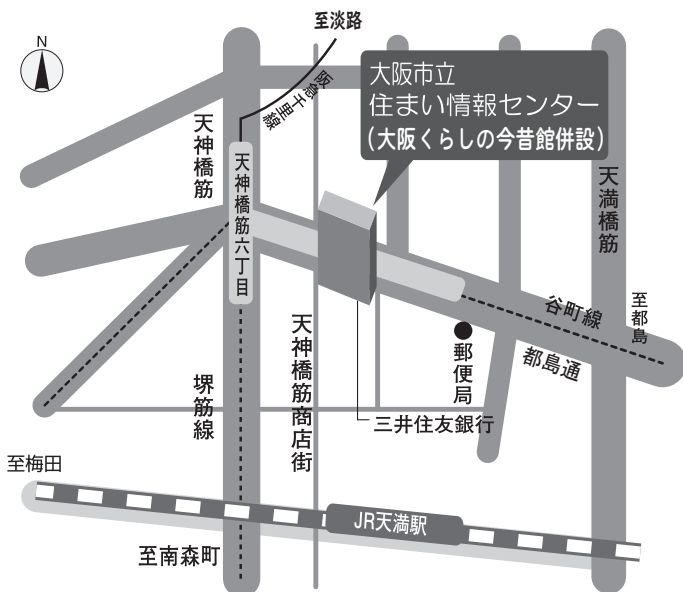 至淡路
N
阪急千里線
大阪市立
住まい情報センター
(大阪くらしの今昔館併設)
天神橋筋
天神橋筋六丁目
天満橋筋
谷町線
至都島
都島通
郵便局
天神橋筋商店街
堺筋線
三井住友銀行
至梅田
JR天満駅
至南森町